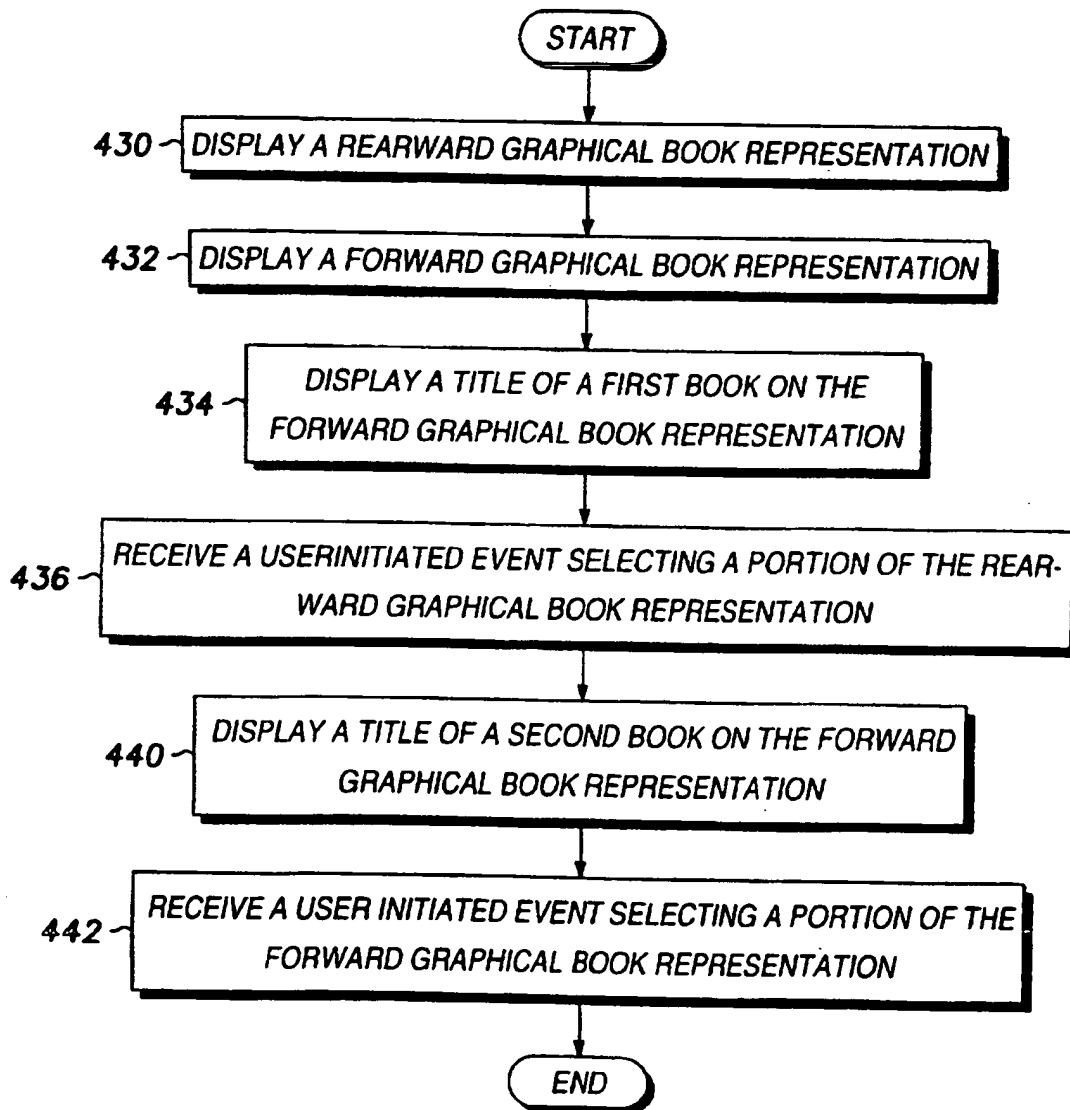 START
430 DISPLAY A REARWARD GRAPHICAL BOOK REPRESENTATION
432 DISPLAY A FORWARD GRAPHICAL BOOK REPRESENTATION
434 DISPLAY A TITLE OF A FIRST BOOK ON THE
FORWARD GRAPHICAL BOOK REPRESENTATION
436 RECEIVE A USERINITIATED EVENT SELECTING A PORTION OF THE REAR-
WARD GRAPHICAL BOOK REPRESENTATION
440 DISPLAY A TITLE OF A SECOND BOOK ON THE FORWARD
GRAPHICAL BOOK REPRESENTATION
442 RECEIVE A USER INITIATED EVENT SELECTING A PORTION OF THE
FORWARD GRAPHICAL BOOK REPRESENTATION
END